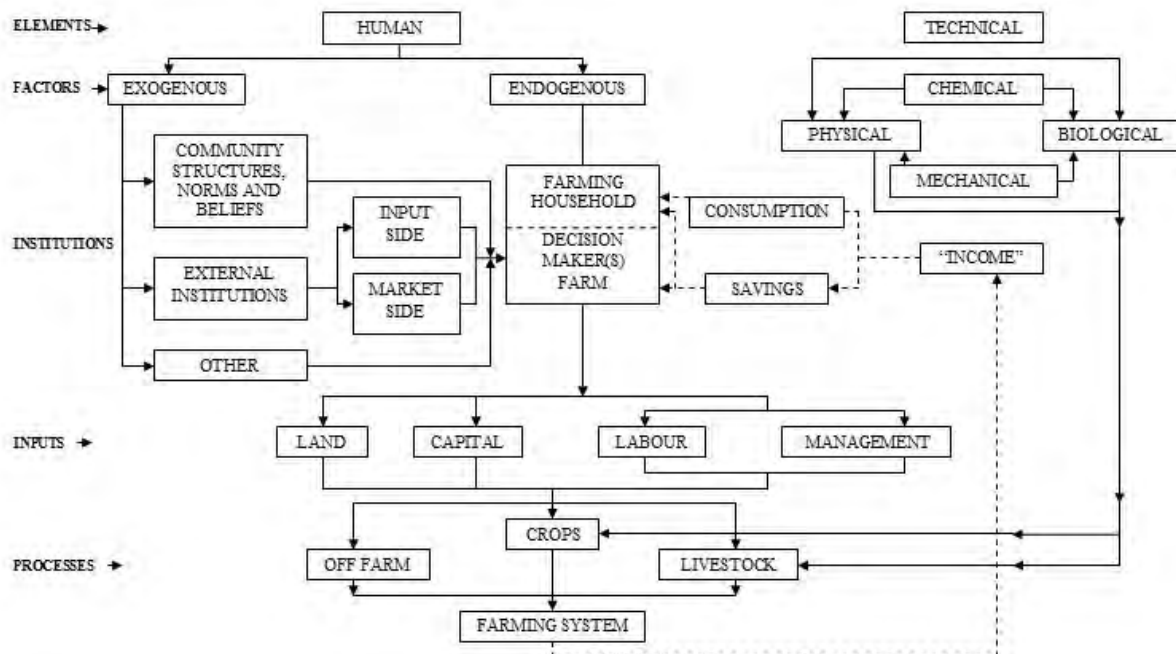 ELEMENTS
HUMAN
TECHNICAL
FACTORS
EXOGENOUS
ENDOGENOUS
CHEMICAL
PHYSICAL
BIOLOGICAL
MECHANICAL
COMMUNITY
STRUCTURES,
NORMS AND
BELIEFS
FARMING
HOUSEHOLD
CONSUMPTION
INSTITUTIONS
INPUT
SIDE
DECISION
MAKER(S)
FARM
"INCOME"
EXTERNAL
INSTITUTIONS
MARKET
SIDE
SAVINGS
OTHER
INPUTS
LAND
CAPITAL
LABOUR
MANAGEMENT
CROPS
PROCESSES
OFF FARM
LIVESTOCK
FARMING SYSTEM